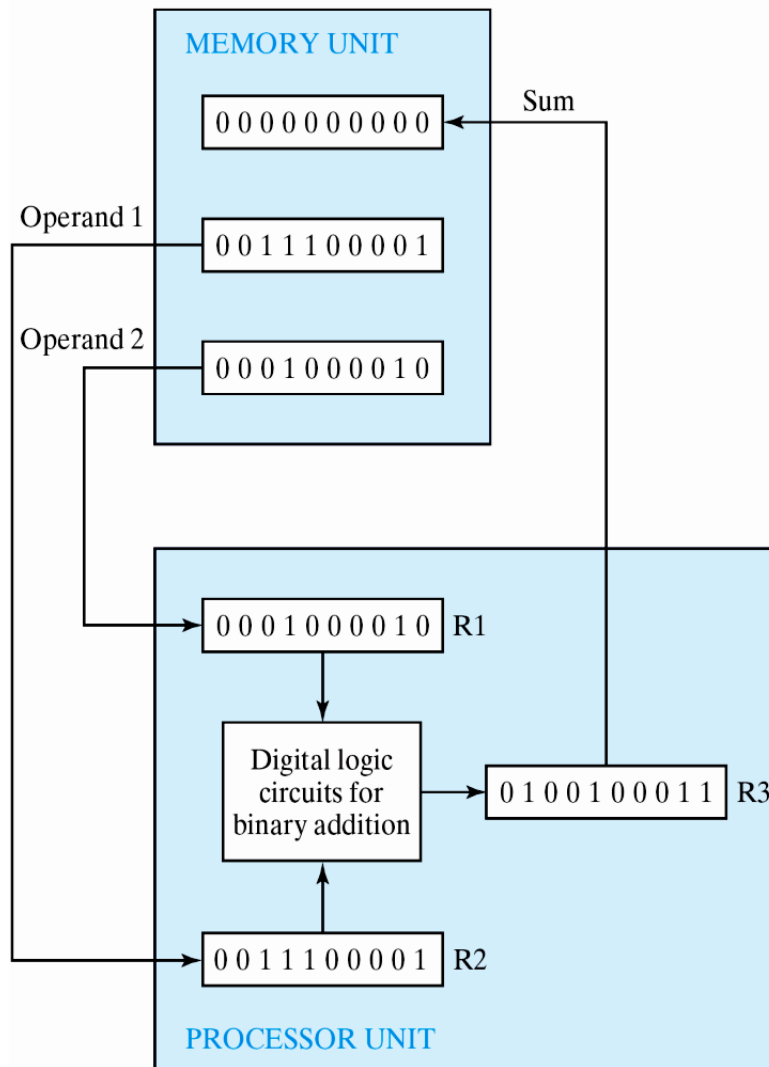 MEMORY UNIT
Sum
0 0 0 0 0 0 0 0 0 0
Operand 1
0 0 1 1 1 0 0 0 0 1
Operand 2
0 0 0 1 0 0 0 0 1 0
0 0 0 1 0 0 0 0 1 0 R1
Digital logic
circuits for
binary addition
0 1 0 0 1 0 0 0 1 1 R3
0 0 1 1 1 0 0 0 0 1 R2
PROCESSOR UNIT